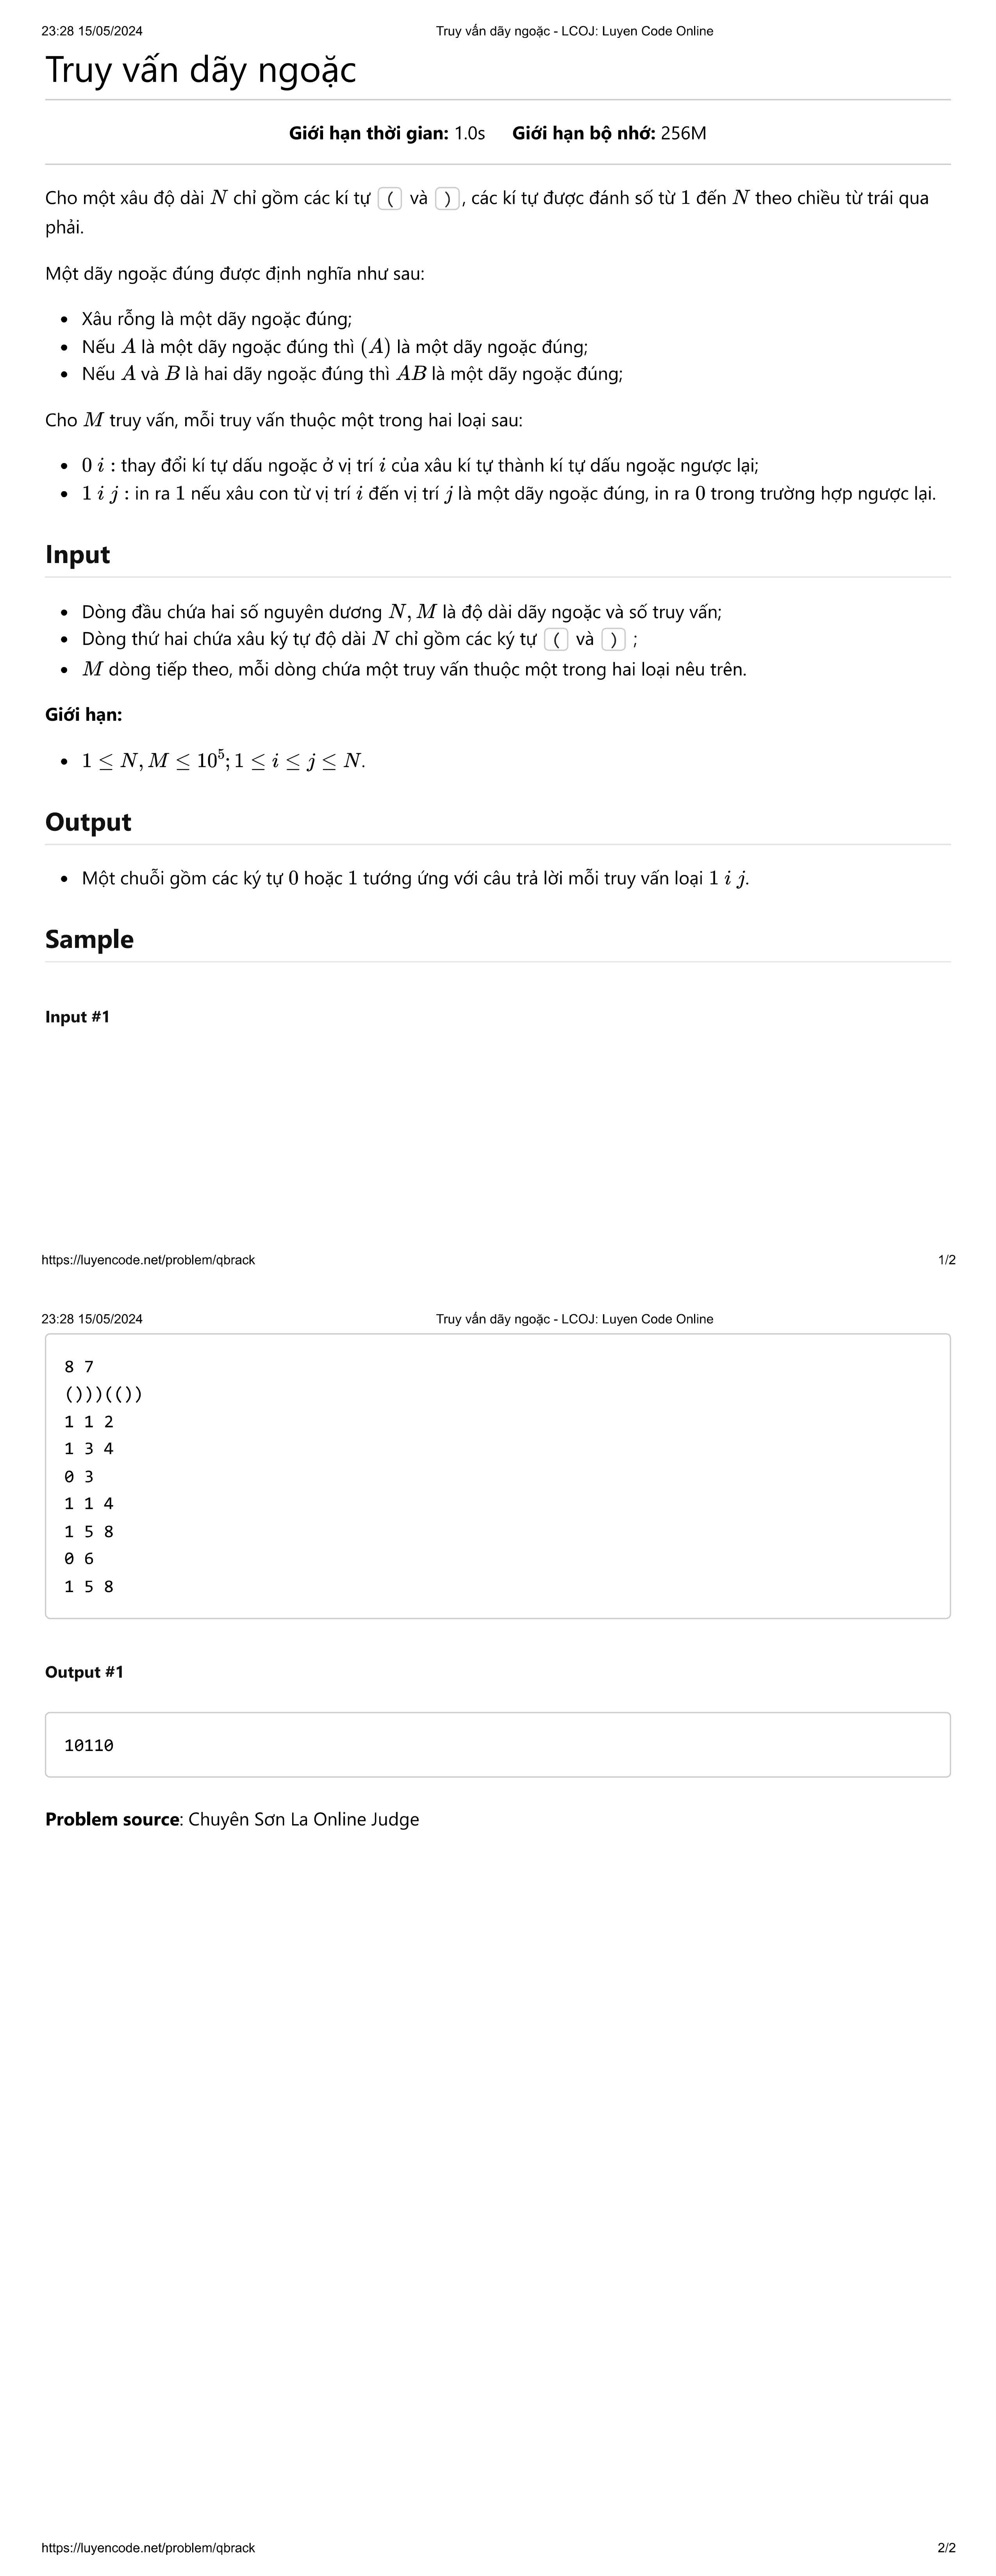 23:28 15/05/2024 Truy vấn dãy ngoặc - LCOJ: Luyen Code Online
Truy vấn dãy ngoặc
Giới hạn thời gian: 1.0s Giới hạn bộ nhớ: 256M
Cho một xâu độ dài N chỉ gồm các kí tự ( và ) , các kí tự được đánh số từ 1 đến N theo chiều từ trái qua
phải.
Một dãy ngoặc đúng được định nghĩa như sau:
• Xâu rỗng là một dãy ngoặc đúng;
• Nếu A là một dãy ngoặc đúng thì (A) là một dãy ngoặc đúng;
• Nếu A và B là hai dãy ngoặc đúng thì AB là một dãy ngoặc đúng;
Cho M truy vấn, mỗi truy vấn thuộc một trong hai loại sau:
• 0 i : thay đổi kí tự dấu ngoặc ở vị trí i của xâu kí tự thành kí tự dấu ngoặc ngược lại;
• 1 i j : in ra 1 nếu xâu con từ vị trí i đến vị trí j là một dãy ngoặc đúng, in ra 0 trong trường hợp ngược lại.
Input
• Dòng đầu chứa hai số nguyên dương N, M là độ dài dãy ngoặc và số truy vấn;
• Dòng thứ hai chứa xâu ký tự độ dài N chỉ gồm các ký tự ( và ) ;
• M dòng tiếp theo, mỗi dòng chứa một truy vấn thuộc một trong hai loại nêu trên.
Giới hạn:
• 1 ≤ N, M ≤ 10⁵; 1 ≤ i ≤ j ≤ N.
Output
• Một chuỗi gồm các ký tự 0 hoặc 1 tướng ứng với câu trả lời mỗi truy vấn loại 1 i j.
Sample
Input #1
https://luyencode.net/problem/qbrack 1/2
23:28 15/05/2024 Truy vấn dãy ngoặc - LCOJ: Luyen Code Online
8 7
()))(())
1 1 2
1 3 4
0 3
1 1 4
1 5 8
0 6
1 5 8
Output #1
10110
Problem source: Chuyên Sơn La Online Judge
https://luyencode.net/problem/qbrack 2/2